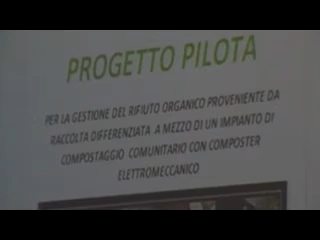 PROGETTO PILOTA
PER LA GESTIONE DEL RIFIUTO ORGANICO PROVENIENTE DA
RACCOLTA DIFFERENZIATA A MEZZO DI UN IMPIANTO DI
COMPOSTAGGIO COMUNITARIO CON COMPOSTER
ELETTROMECCANICO